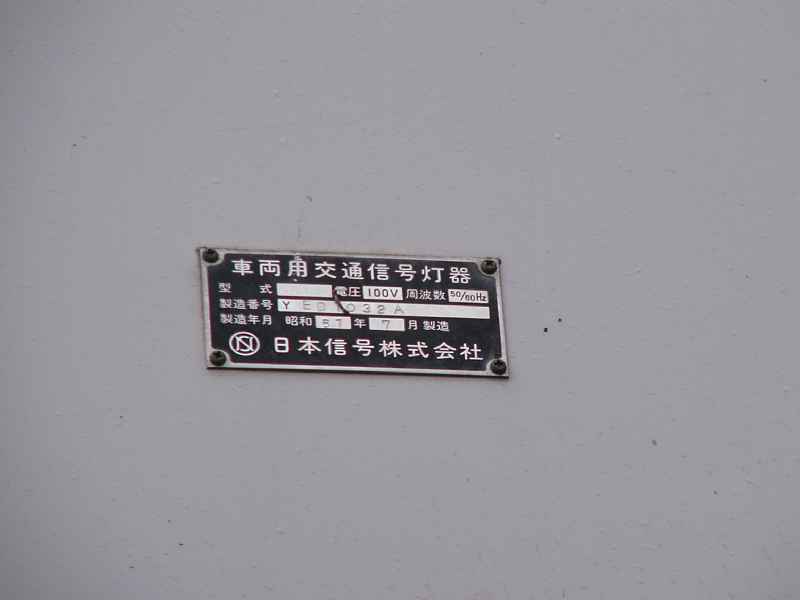 車両用交通信号灯器
型式 電圧 100V 周波数 50/60Hz
製造番号
製造年月 昭和 57 年 7 月 製造
日本信号株式会社